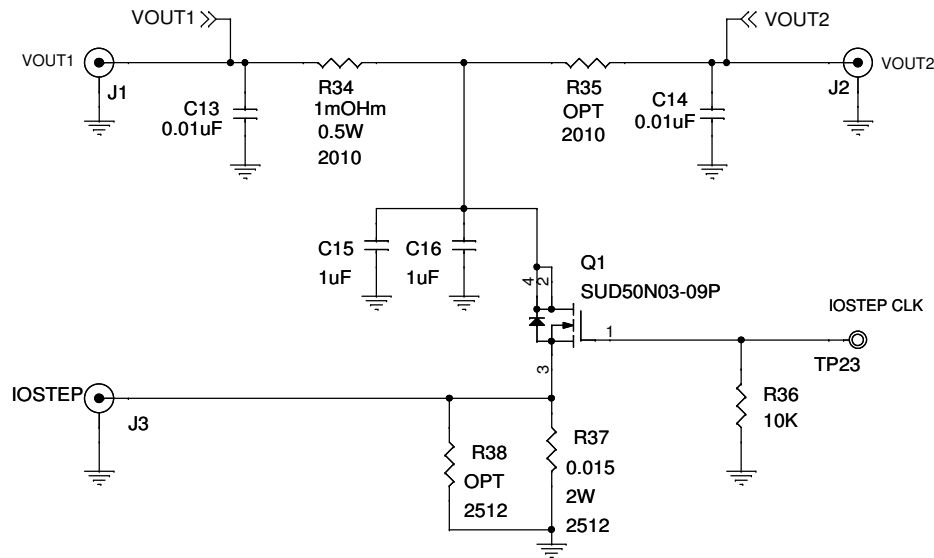 VOUT1
VOUT2
VOUT1
VOUT2
J1
J2
R34
1mOHm
0.5W
2010
R35
OPT
2010
C13
0.01uF
C14
0.01uF
C15
1uF
C16
1uF
Q1
SUD50N03-09P
4
2
1
3
IOSTEP CLK
TP23
IOSTEP
J3
R36
10K
R38
OPT
2512
R37
0.015
2W
2512